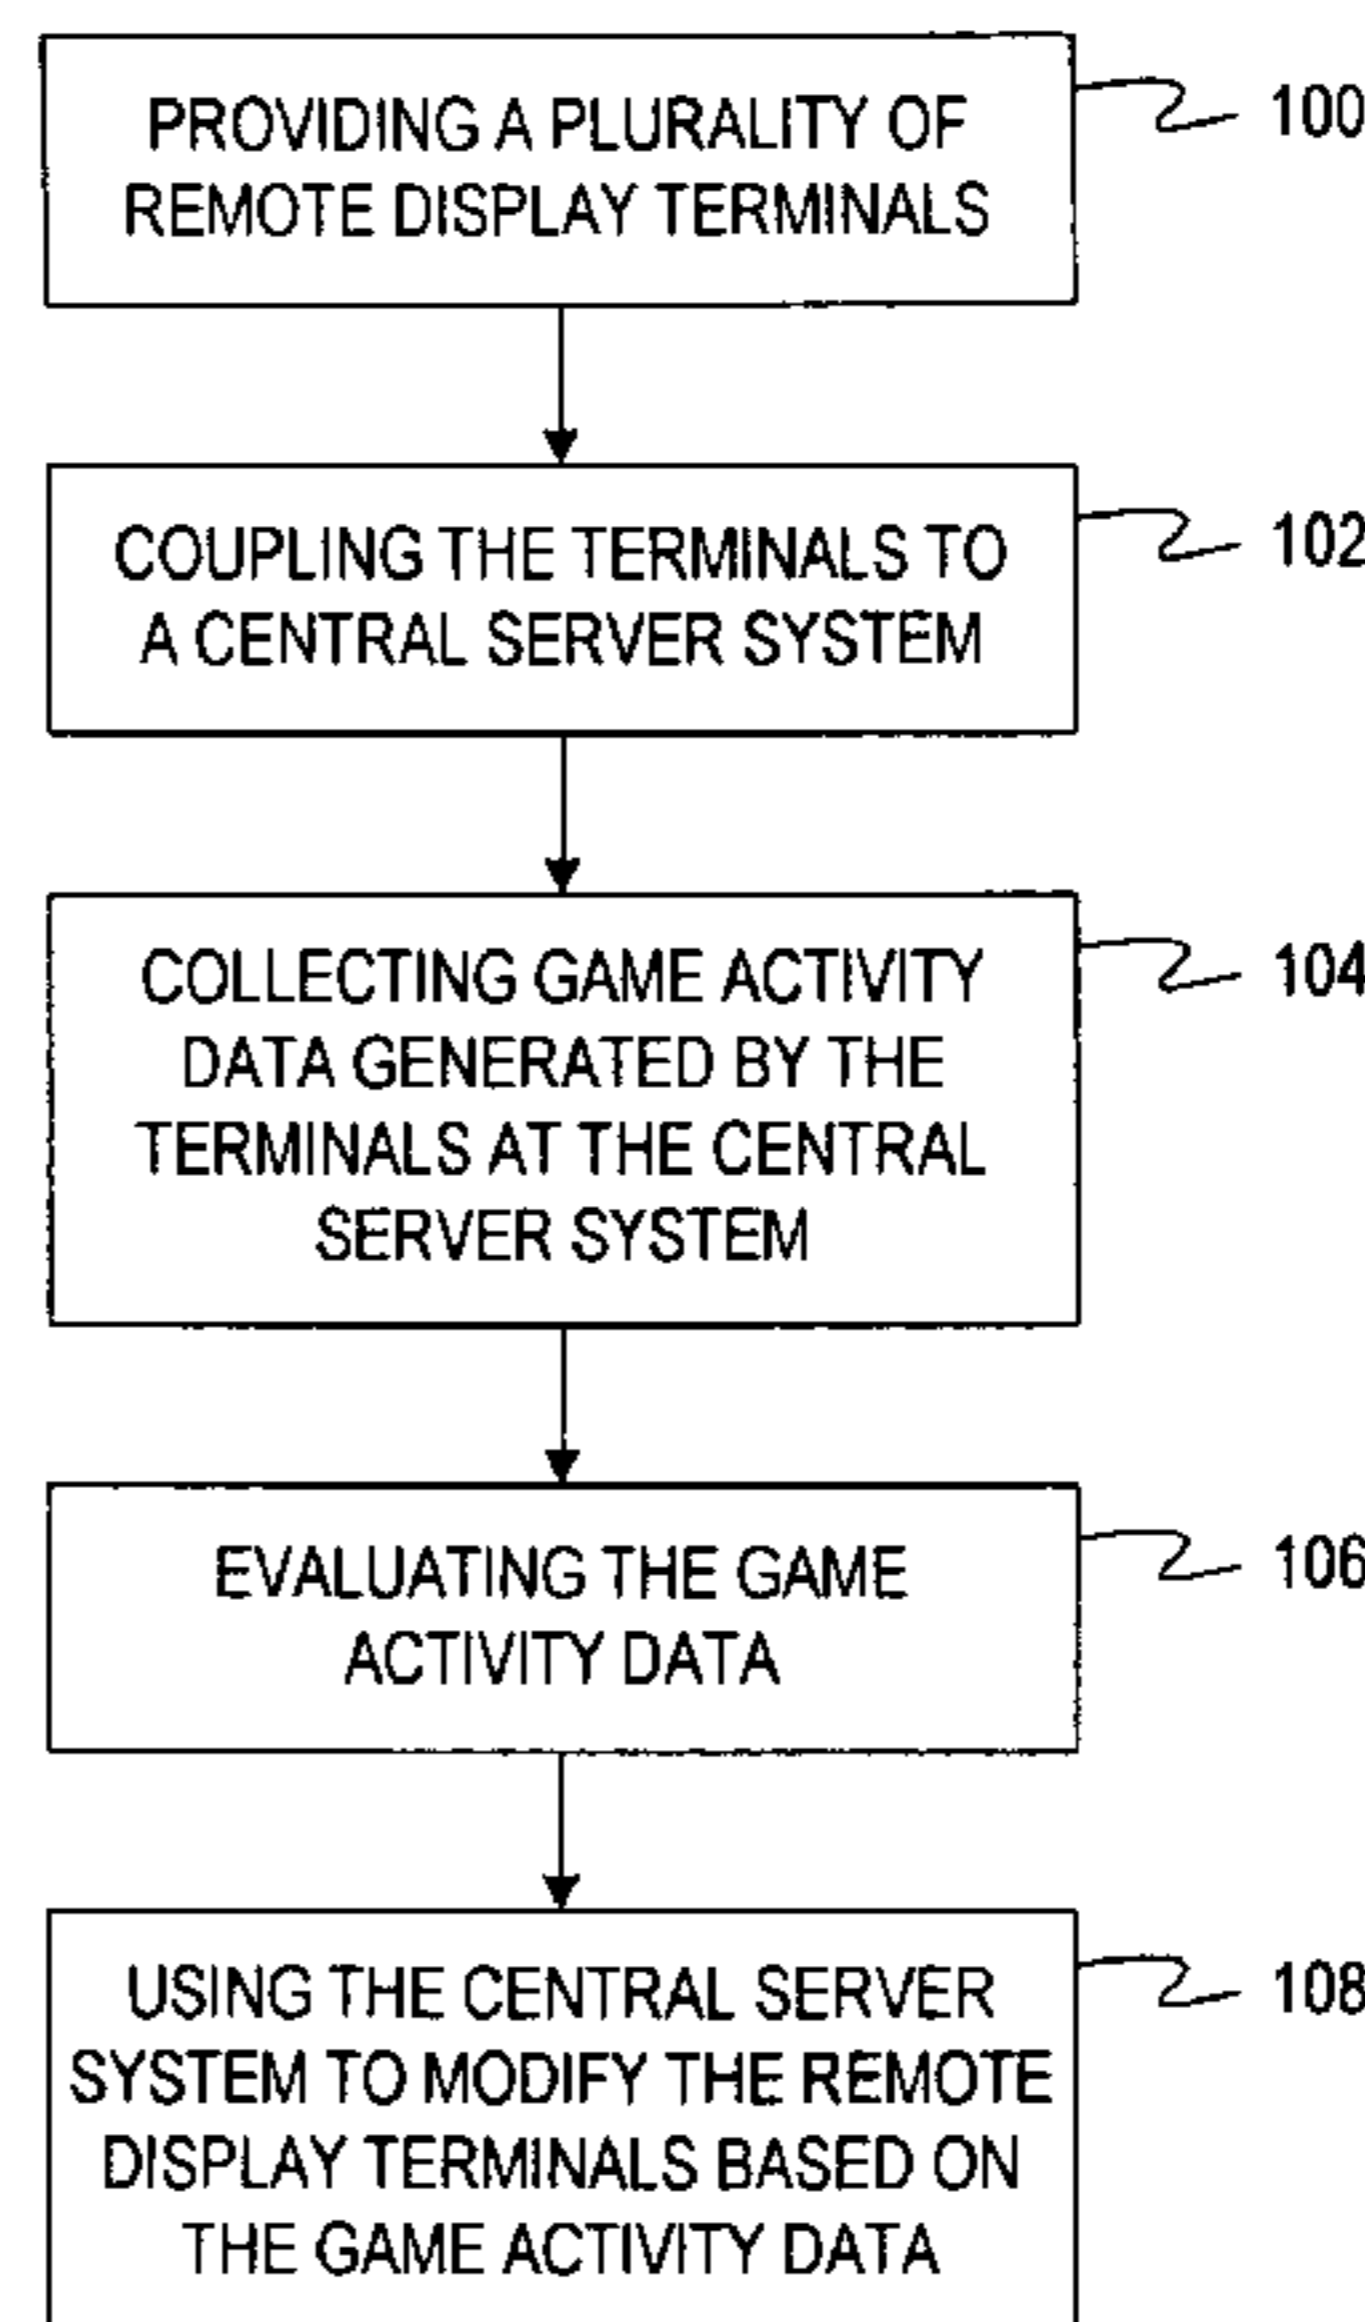 PROVIDING A PLURALITY OF
REMOTE DISPLAY TERMINALS
100
COUPLING THE TERMINALS TO
A CENTRAL SERVER SYSTEM
102
COLLECTING GAME ACTIVITY
DATA GENERATED BY THE
TERMINALS AT THE CENTRAL
SERVER SYSTEM
104
EVALUATING THE GAME
ACTIVITY DATA
106
USING THE CENTRAL SERVER
SYSTEM TO MODIFY THE REMOTE
DISPLAY TERMINALS BASED ON
THE GAME ACTIVITY DATA
108